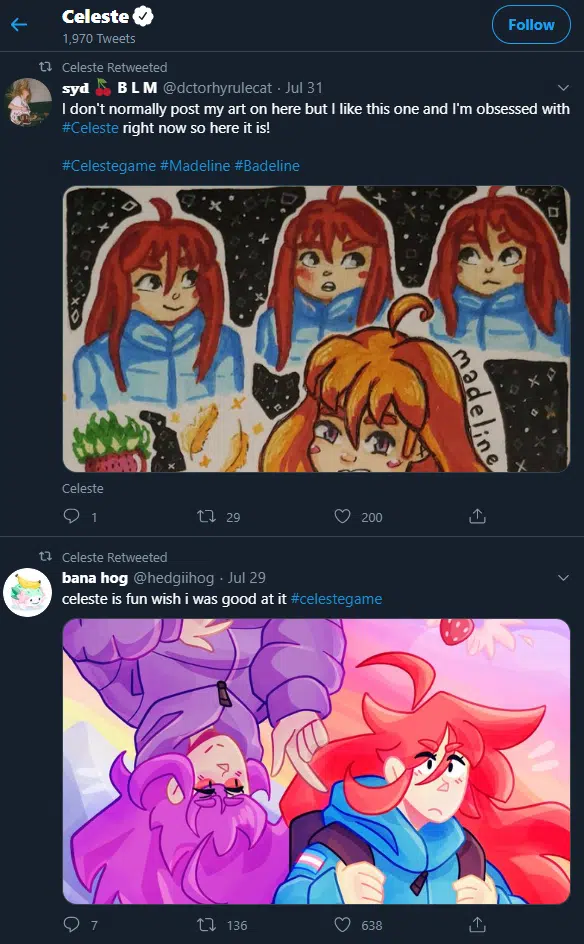 Celeste
1,970 Tweets
Celeste Retweeted
syd 🍒 B L M @dctorhyrulecat · Jul 31
I don't normally post my art on here but I like this one and I'm obsessed with
#Celeste right now so here it is!
#Celestegame #Madeline #Badeline
madeline
Celeste
1 29 200
Celeste Retweeted
bana hog @hedgiihog · Jul 29
celeste is fun wish i was good at it #celestegame
7 136 638
Follow